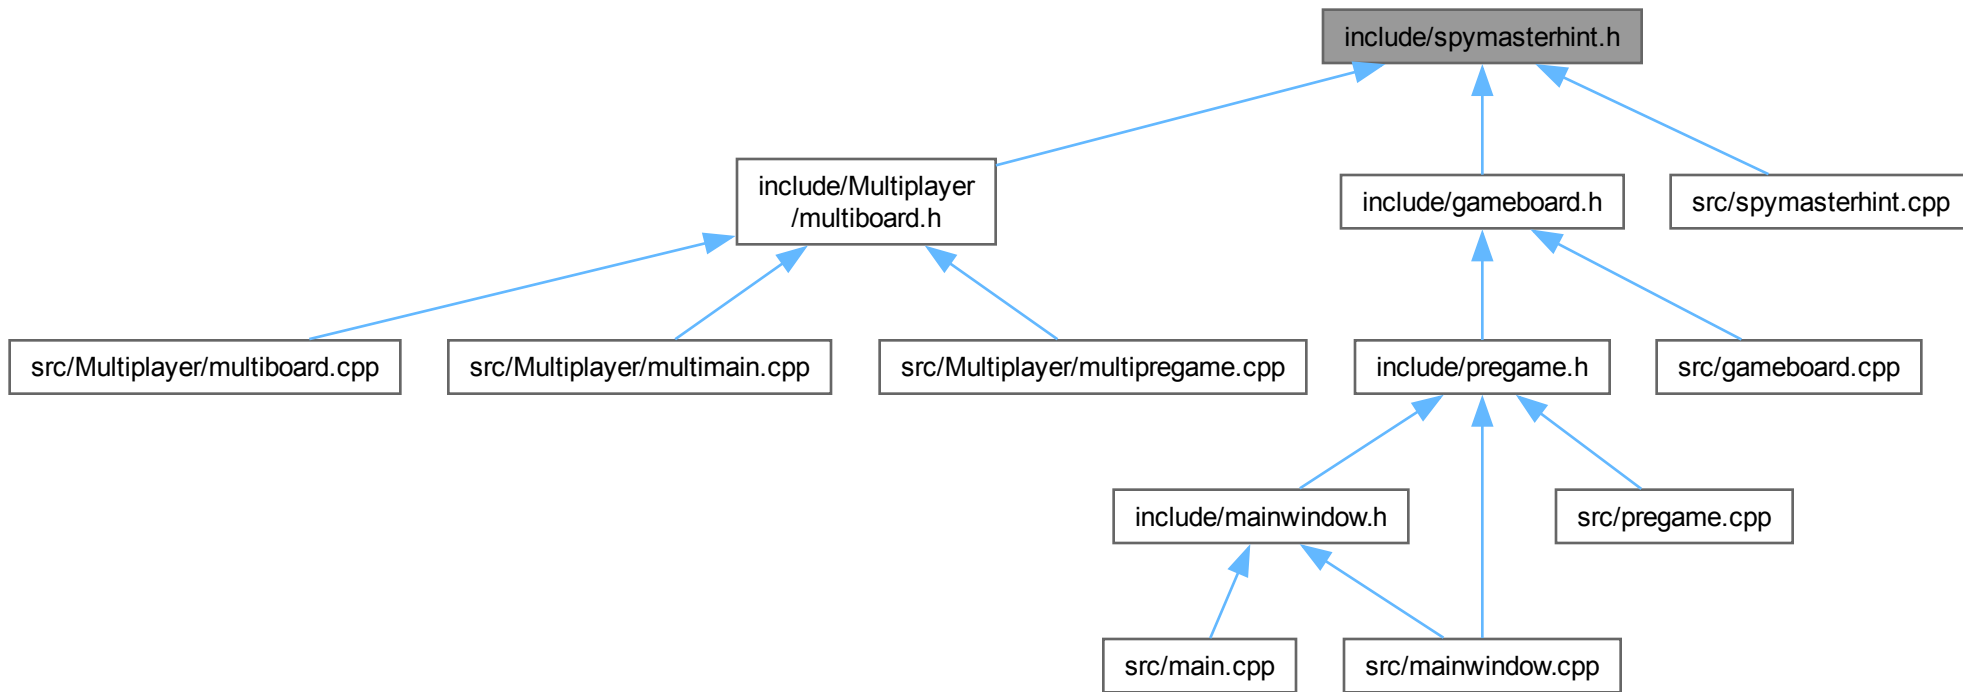 include/spymasterhint.h
include/Multiplayer
/multiboard.h
include/gameboard.h
src/spymasterhint.cpp
src/Multiplayer/multiboard.cpp
src/Multiplayer/multimain.cpp
src/Multiplayer/multipregame.cpp
include/pregame.h
src/gameboard.cpp
include/mainwindow.h
src/pregame.cpp
src/main.cpp
src/mainwindow.cpp